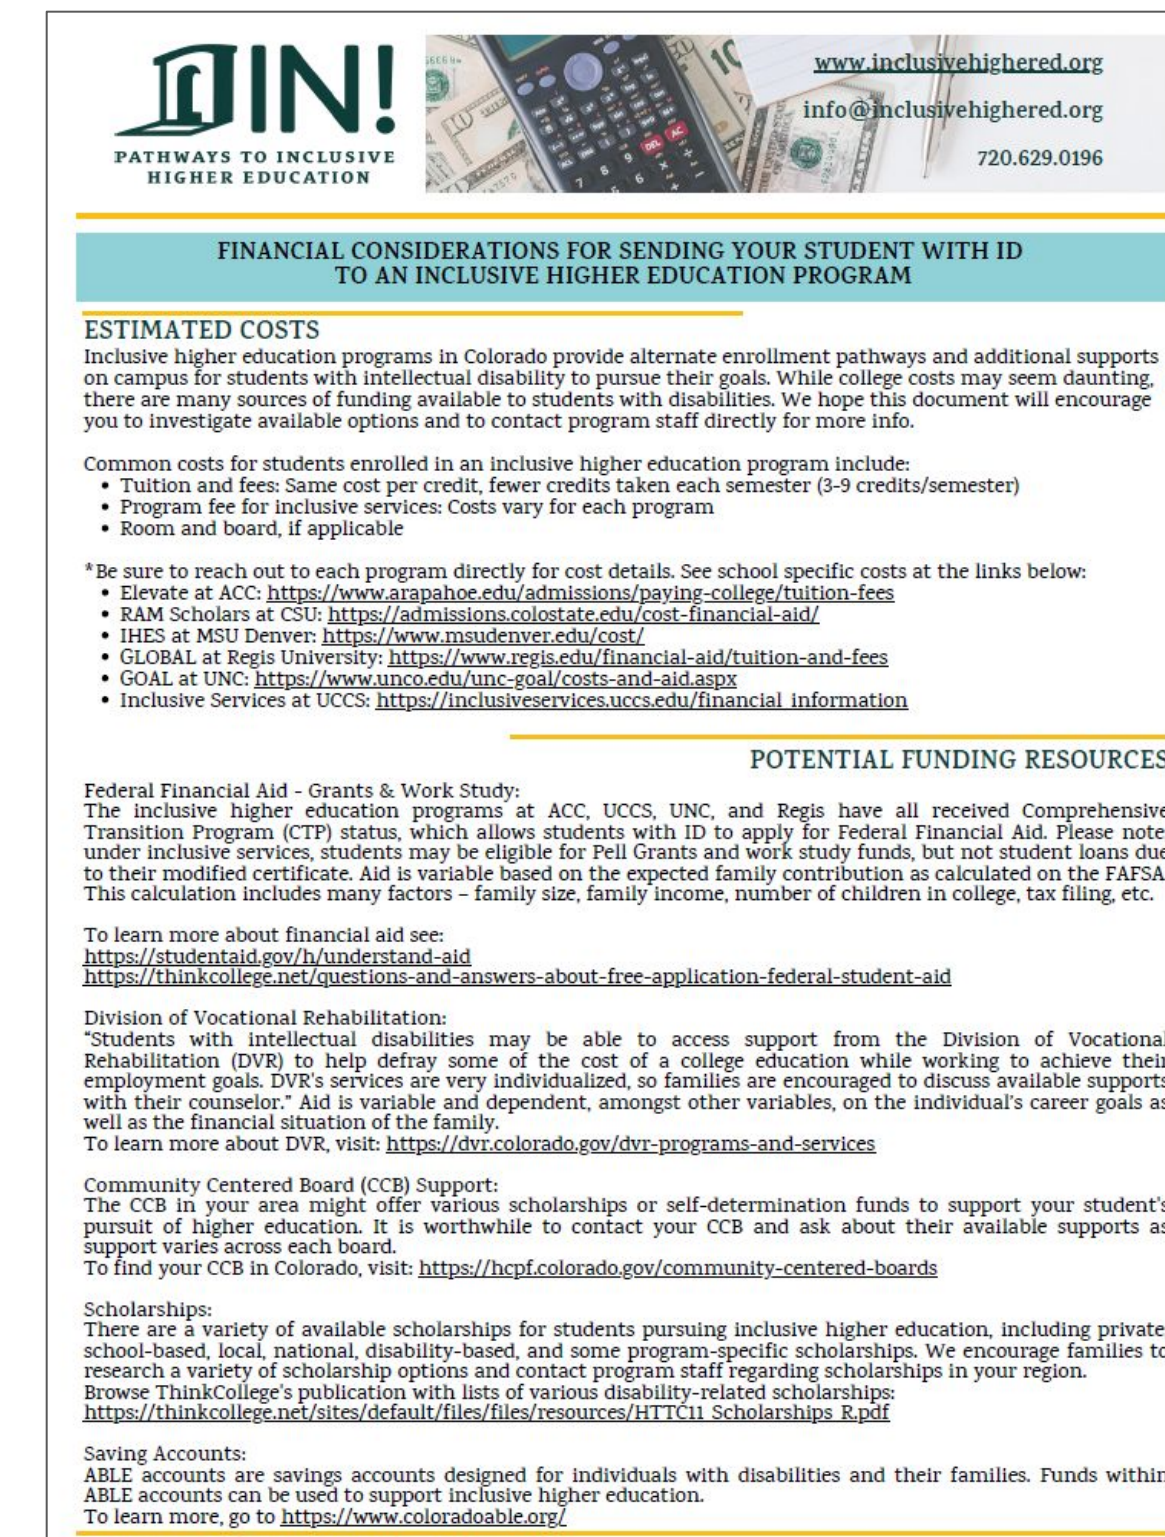 IN!
PATHWAYS TO INCLUSIVE
HIGHER EDUCATION
www.inclusivehighered.org
info@inclusivehighered.org
720.629.0196
FINANCIAL CONSIDERATIONS FOR SENDING YOUR STUDENT WITH ID
TO AN INCLUSIVE HIGHER EDUCATION PROGRAM
ESTIMATED COSTS
Inclusive higher education programs in Colorado provide alternate enrollment pathways and additional supports
on campus for students with intellectual disability to pursue their goals. While college costs may seem daunting,
there are many sources of funding available to students with disabilities. We hope this document will encourage
you to investigate available options and to contact program staff directly for more info.
Common costs for students enrolled in an inclusive higher education program include:
• Tuition and fees: Same cost per credit, fewer credits taken each semester (3-9 credits/semester)
• Program fee for inclusive services: Costs vary for each program
• Room and board, if applicable
*Be sure to reach out to each program directly for cost details. See school specific costs at the links below:
• Elevate at ACC: https://www.arapahoe.edu/admissions/paying-college/tuition-fees
• RAM Scholars at CSU: https://admissions.colostate.edu/cost-financial-aid/
• IHES at MSU Denver: https://www.msudenver.edu/cost/
• GLOBAL at Regis University: https://www.regis.edu/financial-aid/tuition-and-fees
• GOAL at UNC: https://www.unco.edu/unc-goal/costs-and-aid.aspx
• Inclusive Services at UCCS: https://inclusiveservices.uccs.edu/financial_information
POTENTIAL FUNDING RESOURCES
Federal Financial Aid - Grants & Work Study:
The inclusive higher education programs at ACC, UCCS, UNC, and Regis have all received Comprehensive
Transition Program (CTP) status, which allows students with ID to apply for Federal Financial Aid. Please note
under inclusive services, students may be eligible for Pell Grants and work study funds, but not student loans due
to their modified certificate. Aid is variable based on the expected family contribution as calculated on the FAFSA
This calculation includes many factors – family size, family income, number of children in college, tax filing, etc.
To learn more about financial aid see:
https://studentaid.gov/h/understand-aid
https://thinkcollege.net/questions-and-answers-about-free-application-federal-student-aid
Division of Vocational Rehabilitation:
“Students with intellectual disabilities may be able to access support from the Division of Vocational
Rehabilitation (DVR) to help defray some of the cost of a college education while working to achieve their
employment goals. DVR's services are very individualized, so families are encouraged to discuss available supports
with their counselor.” Aid is variable and dependent, amongst other variables, on the individual's career goals as
well as the financial situation of the family.
To learn more about DVR, visit: https://dvr.colorado.gov/dvr-programs-and-services
Community Centered Board (CCB) Support:
The CCB in your area might offer various scholarships or self-determination funds to support your student's
pursuit of higher education. It is worthwhile to contact your CCB and ask about their available supports as
support varies across each board.
To find your CCB in Colorado, visit: https://hcpf.colorado.gov/community-centered-boards
Scholarships:
There are a variety of available scholarships for students pursuing inclusive higher education, including private
school-based, local, national, disability-based, and some program-specific scholarships. We encourage families to
research a variety of scholarship options and contact program staff regarding scholarships in your region.
Browse ThinkCollege's publication with lists of various disability-related scholarships:
https://thinkcollege.net/sites/default/files/files/resources/HTTC11_Scholarships_R.pdf
Saving Accounts:
ABLE accounts are savings accounts designed for individuals with disabilities and their families. Funds within
ABLE accounts can be used to support inclusive higher education.
To learn more, go to https://www.coloradoable.org/